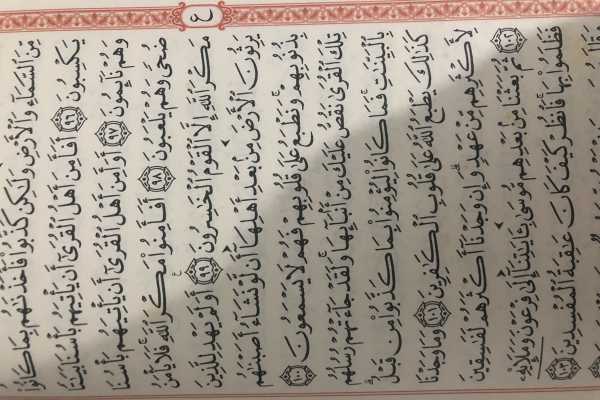 ع
مِّنَ ٱلسَّمَآءِ وَٱلْأَرْضِ وَلَٰكِن كَذَّبُوا۟ فَأَخَذْنَٰهُم بِمَا كَانُوا۟
يَكْسِبُونَ ٩٦ أَفَأَمِنَ أَهْلُ ٱلْقُرَىٰٓ أَن يَأْتِيَهُم بَأْسُنَا بَيَٰتًا
وَهُمْ نَآئِمُونَ ٩٧ أَوَأَمِنَ أَهْلُ ٱلْقُرَىٰٓ أَن يَأْتِيَهُم بَأْسُنَا
ضُحًى وَهُمْ يَلْعَبُونَ ٩٨ أَفَأَمِنُوا۟ مَكْرَ ٱللَّهِ ۚ فَلَا يَأْمَنُ
مَكْرَ ٱللَّهِ إِلَّا ٱلْقَوْمُ ٱلْخَٰسِرُونَ ٩٩ أَوَلَمْ يَهْدِ لِلَّذِينَ
يَرِثُونَ ٱلْأَرْضَ مِنۢ بَعْدِ أَهْلِهَآ أَن لَّوْ نَشَآءُ أَصَبْنَٰهُم
بِذُنُوبِهِمْ ۚ وَنَطْبَعُ عَلَىٰ قُلُوبِهِمْ فَهُمْ لَا يَسْمَعُونَ ١٠٠
تِلْكَ ٱلْقُرَىٰ نَقُصُّ عَلَيْكَ مِنْ أَنۢبَآئِهَا ۚ وَلَقَدْ جَآءَتْهُمْ رُسُلُهُم
بِٱلْبَيِّنَٰتِ فَمَا كَانُوا۟ لِيُؤْمِنُوا۟ بِمَا كَذَّبُوا۟ مِن قَبْلُ ۚ
كَذَٰلِكَ يَطْبَعُ ٱللَّهُ عَلَىٰ قُلُوبِ ٱلْكَٰفِرِينَ ١٠١ وَمَا وَجَدْنَا
لِأَكْثَرِهِم مِّنْ عَهْدٍ ۖ وَإِن وَجَدْنَآ أَكْثَرَهُمْ لَفَٰسِقِينَ
١٠٢ ثُمَّ بَعَثْنَا مِنۢ بَعْدِهِم مُّوسَىٰ بِـَٔايَٰتِنَآ إِلَىٰ فِرْعَوْنَ وَمَلَإِيْهِۦ
فَظَلَمُوا۟ بِهَا ۖ فَٱنظُرْ كَيْفَ كَانَ عَٰقِبَةُ ٱلْمُفْسِدِينَ ١٠٣